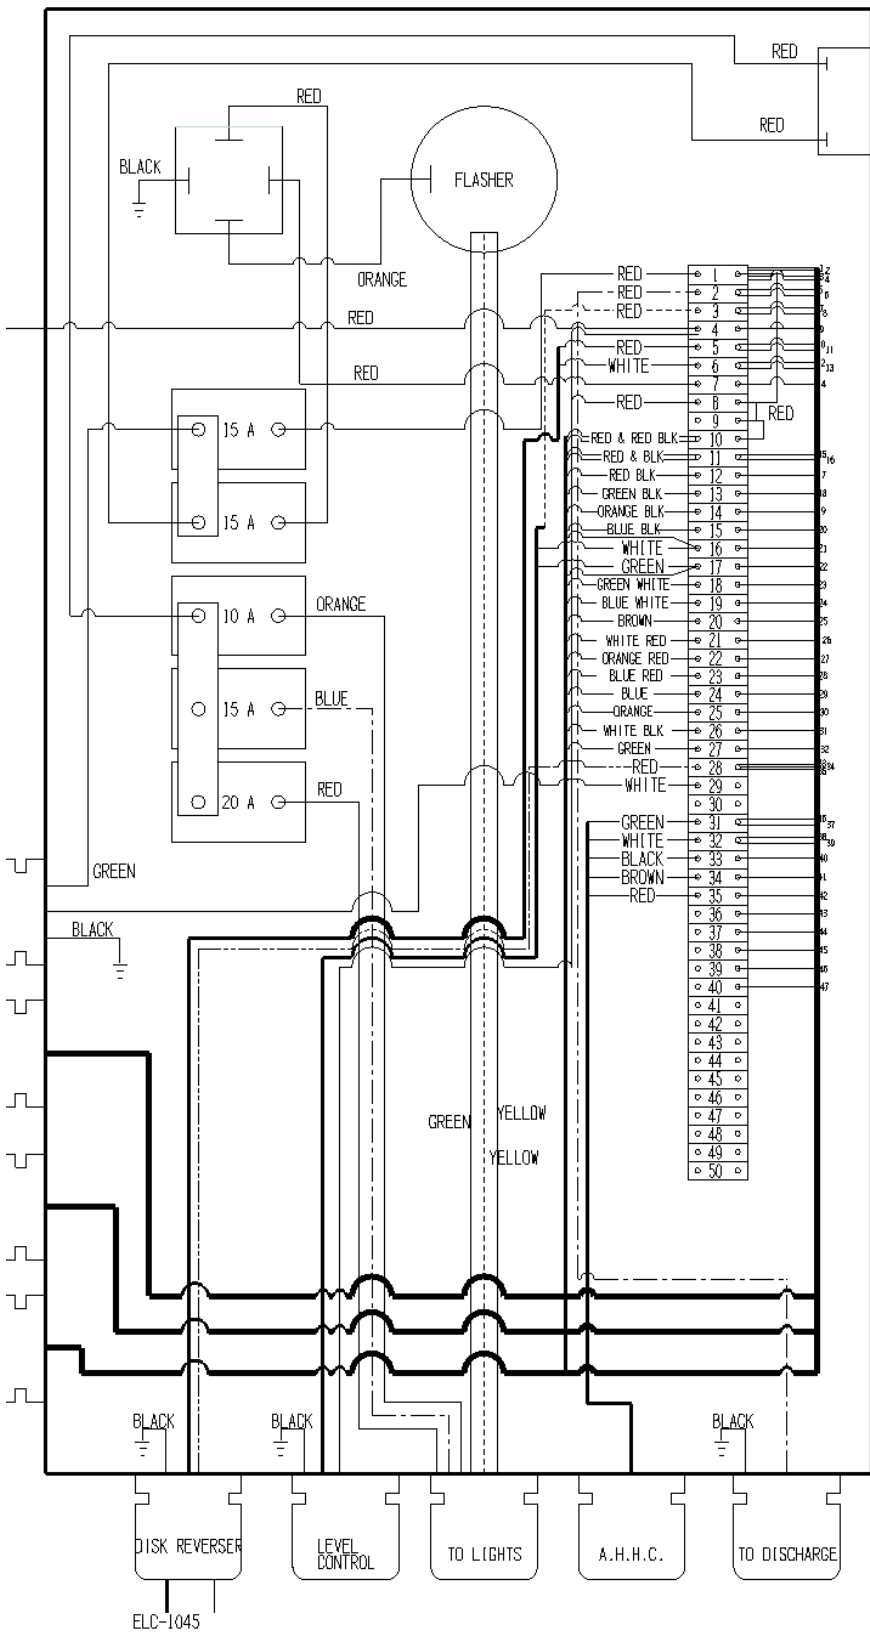 RED
RED
RED
BLACK
FLASHER
ORANGE
RED
RED
15 A
15 A
10 A
ORANGE
15 A
BLUE
20 A
RED
GREEN
BLACK
RED 1
RED 2
RED 3
4
RED 5
WHITE 6
7
RED 8
RED
9
RED & RED BLK 10
RED & BLK 11
RED BLK 12
GREEN BLK 13
ORANGE BLK 14
BLUE BLK 15
WHITE 16
GREEN 17
GREEN WHITE 18
BLUE WHITE 19
BROWN 20
WHITE RED 21
ORANGE RED 22
BLUE RED 23
BLUE 24
ORANGE 25
WHITE BLK 26
GREEN 27
RED 28
WHITE 29
30
GREEN 31
WHITE 32
BLACK 33
BROWN 34
RED 35
36
37
38
39
40
41
42
43
44
45
46
47
48
49
50
GREEN
YELLOW
YELLOW
BLACK
BLACK
BLACK
DISK REVERSER
LEVEL
CONTROL
TO LIGHTS
A.H.H.C.
TO DISCHARGE
ELC-1045